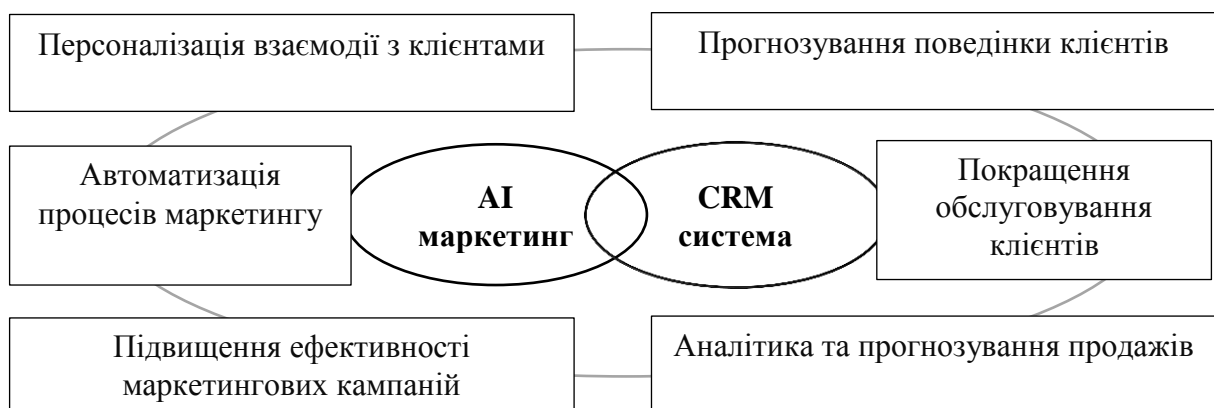 Персоналізація взаємодії з клієнтами
Прогнозування поведінки клієнтів
Автоматизація
процесів маркетингу
AI
маркетинг
CRM
система
Покращення
обслуговування
клієнтів
Підвищення ефективності
маркетингових кампаній
Аналітика та прогнозування продажів